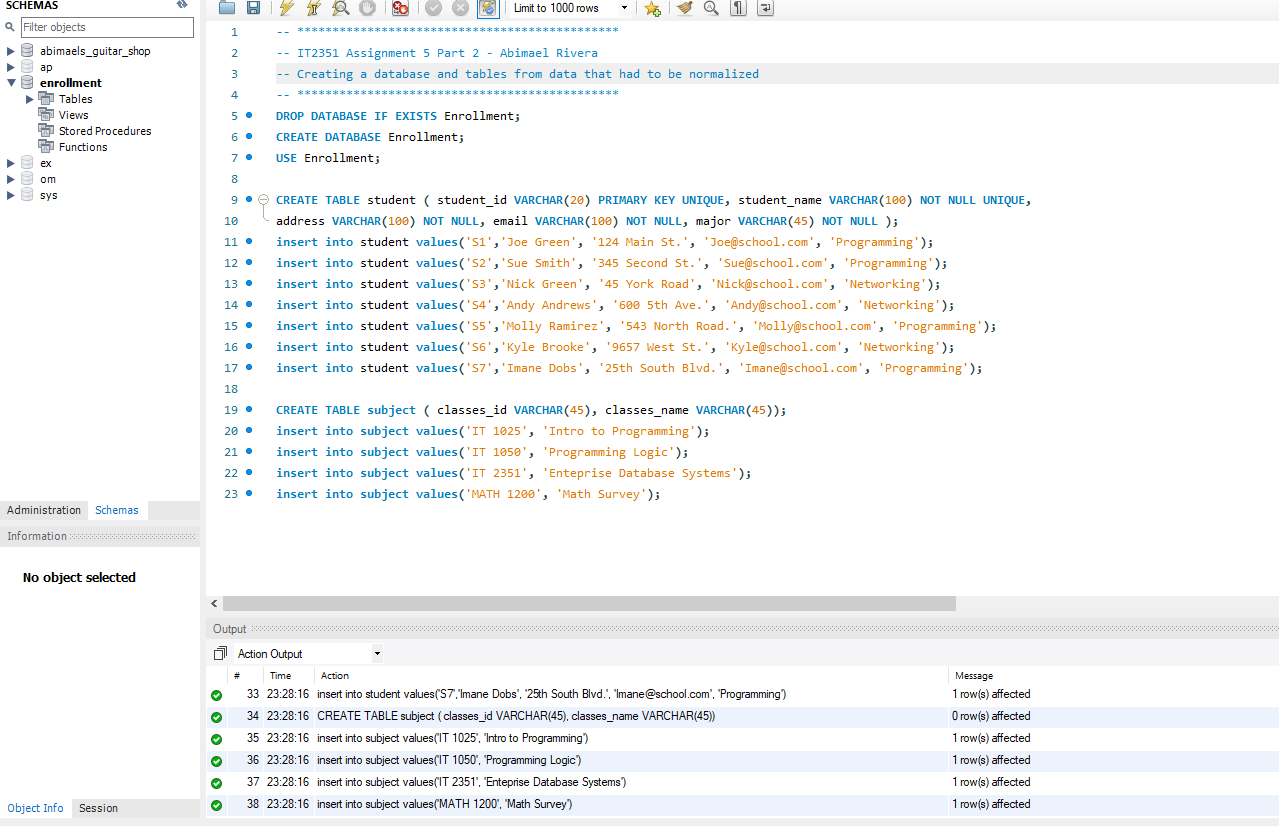 SCHEMAS
Filter objects
abimaels_guitar_shop
ap
enrollment
Tables
Views
Stored Procedures
Functions
ex
om
sys
Administration Schemas
Information
No object selected
Object Info Session
Limit to 1000 rows
1 -- **********************************************
2 -- IT2351 Assignment 5 Part 2 - Abimael Rivera
3 -- Creating a database and tables from data that had to be normalized
4 -- **********************************************
5 DROP DATABASE IF EXISTS Enrollment;
6 CREATE DATABASE Enrollment;
7 USE Enrollment;
8
9 CREATE TABLE student ( student_id VARCHAR(20) PRIMARY KEY UNIQUE, student_name VARCHAR(100) NOT NULL UNIQUE,
10 address VARCHAR(100) NOT NULL, email VARCHAR(100) NOT NULL, major VARCHAR(45) NOT NULL );
11 insert into student values('S1','Joe Green', '124 Main St.', 'Joe@school.com', 'Programming');
12 insert into student values('S2','Sue Smith', '345 Second St.', 'Sue@school.com', 'Programming');
13 insert into student values('S3','Nick Green', '45 York Road', 'Nick@school.com', 'Networking');
14 insert into student values('S4','Andy Andrews', '600 5th Ave.', 'Andy@school.com', 'Networking');
15 insert into student values('S5','Molly Ramirez', '543 North Road.', 'Molly@school.com', 'Programming');
16 insert into student values('S6','Kyle Brooke', '9657 West St.', 'Kyle@school.com', 'Networking');
17 insert into student values('S7','Imane Dobs', '25th South Blvd.', 'Imane@school.com', 'Programming');
18
19 CREATE TABLE subject ( classes_id VARCHAR(45), classes_name VARCHAR(45));
20 insert into subject values('IT 1025', 'Intro to Programming');
21 insert into subject values('IT 1050', 'Programming Logic');
22 insert into subject values('IT 2351', 'Enteprise Database Systems');
23 insert into subject values('MATH 1200', 'Math Survey');
Output
Action Output
# Time Action Message
33 23:28:16 insert into student values('S7','Imane Dobs', '25th South Blvd.', 'Imane@school.com', 'Programming') 1 row(s) affected
34 23:28:16 CREATE TABLE subject ( classes_id VARCHAR(45), classes_name VARCHAR(45)) 0 row(s) affected
35 23:28:16 insert into subject values('IT 1025', 'Intro to Programming') 1 row(s) affected
36 23:28:16 insert into subject values('IT 1050', 'Programming Logic') 1 row(s) affected
37 23:28:16 insert into subject values('IT 2351', 'Enteprise Database Systems') 1 row(s) affected
38 23:28:16 insert into subject values('MATH 1200', 'Math Survey') 1 row(s) affected